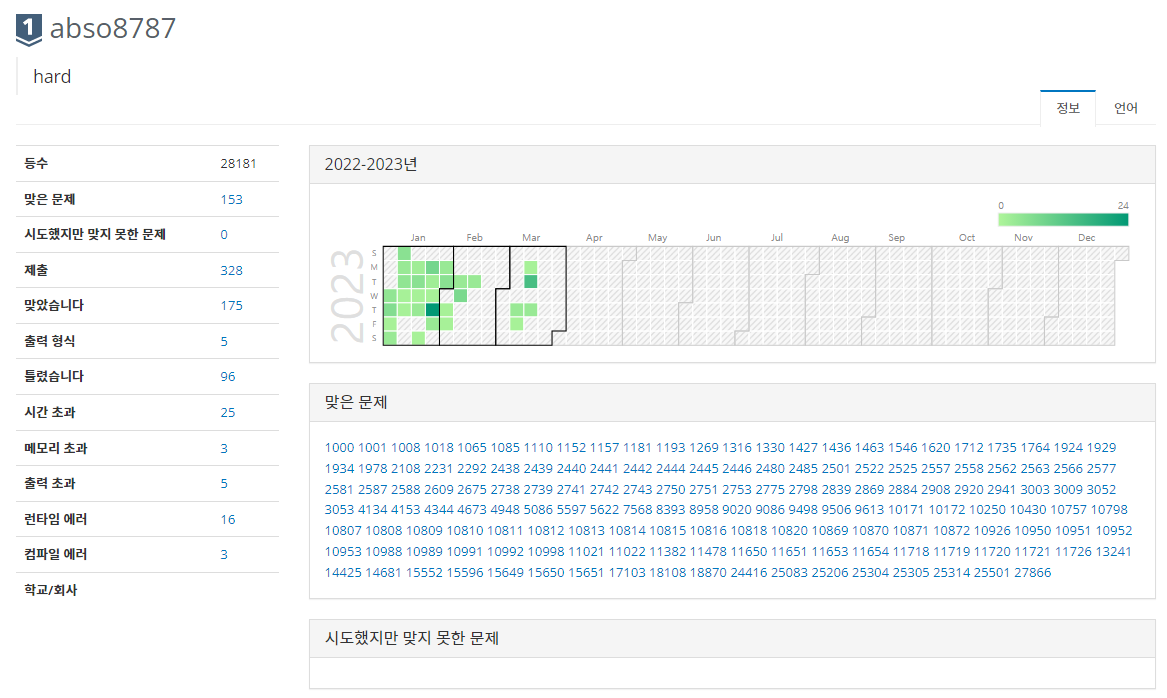 1 abso8787
hard
정보 언어
등수 28181
맞은 문제 153
시도했지만 맞지 못한 문제 0
제출 328
맞았습니다 175
출력 형식 5
틀렸습니다 96
시간 초과 25
메모리 초과 3
출력 초과 5
런타임 에러 16
컴파일 에러 3
학교/회사
2022-2023년
0 24
Jan Feb Mar Apr May Jun Jul Aug Sep Oct Nov Dec
2023
S
M
T
W
T
F
S
맞은 문제
1000 1001 1008 1018 1065 1085 1110 1152 1157 1181 1193 1269 1316 1330 1427 1436 1463 1546 1620 1712 1735 1764 1924 1929
1934 1978 2108 2231 2292 2438 2439 2440 2441 2442 2444 2445 2446 2480 2485 2501 2522 2525 2557 2558 2562 2563 2566 2577
2581 2587 2588 2609 2675 2738 2739 2741 2742 2743 2750 2751 2753 2775 2798 2839 2869 2884 2908 2920 2941 3003 3009 3052
3053 4134 4153 4344 4673 4948 5086 5597 5622 7568 8393 8958 9020 9086 9498 9506 9613 10171 10172 10250 10430 10757 10798
10807 10808 10809 10810 10811 10812 10813 10814 10815 10816 10818 10820 10869 10870 10871 10872 10926 10950 10951 10952
10953 10988 10989 10991 10992 10998 11021 11022 11382 11478 11650 11651 11653 11654 11718 11719 11720 11721 11726 13241
14425 14681 15552 15596 15649 15650 15651 17103 18108 18870 24416 25083 25206 25304 25305 25314 25501 27866
시도했지만 맞지 못한 문제